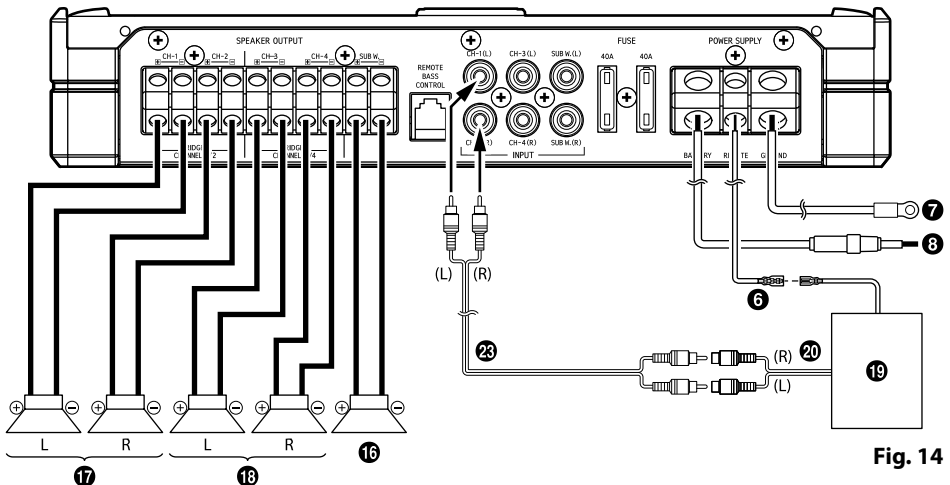 SPEAKER OUTPUT
CH-1 CH-2 CH-3 CH-4 SUB W.
REMOTE
BASS
CONTROL
CH-1(L) CH-3(L) SUB W.(L)
CH-4(R) SUB W.(R)
INPUT
FUSE
40A 40A
POWER SUPPLY
GROUND
7
8
6
(L) (R)
23
(R)
(L)
20
19
+ - + - + - + - + -
L R L R
16
17 18
Fig. 14